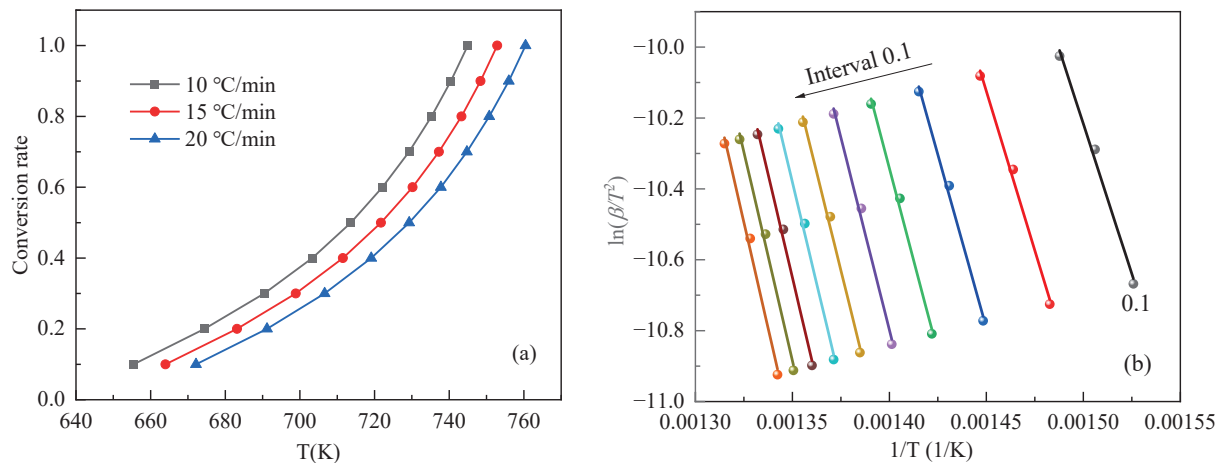 1.0
0.8
0.6
0.4
0.2
0.0
Conversion rate
10 ℃/min
15 ℃/min
20 ℃/min
(a)
640 660 680 700 720 740 760
T(K)
−10.0
−10.2
−10.4
−10.6
−10.8
−11.0
ln(β/T²)
Interval 0.1
0.1
(b)
0.00130 0.00135 0.00140 0.00145 0.00150 0.00155
1/T (1/K)